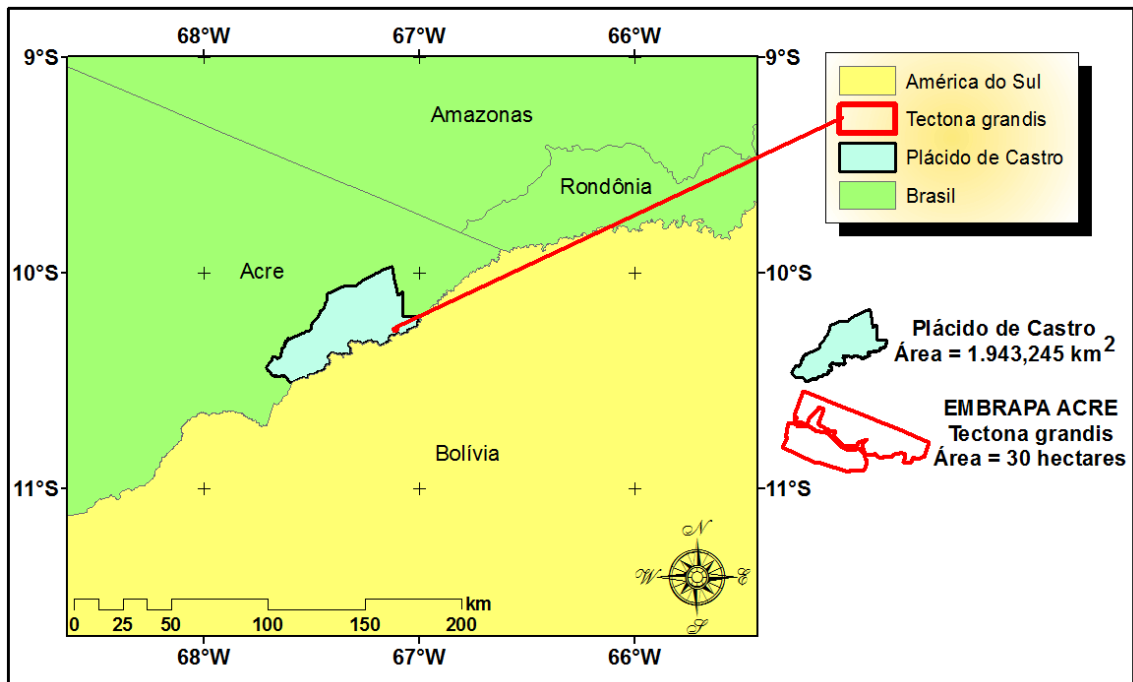 68°W 67°W 66°W
9°S 9°S
América do Sul
Tectona grandis
Plácido de Castro
Brasil
Amazonas
Rondônia
Acre
10°S 10°S
Plácido de Castro
Área = 1.943,245 km²
EMBRAPA ACRE
Tectona grandis
Área = 30 hectares
Bolívia
11°S 11°S
N
W E
S
km
0 25 50 100 150 200
68°W 67°W 66°W